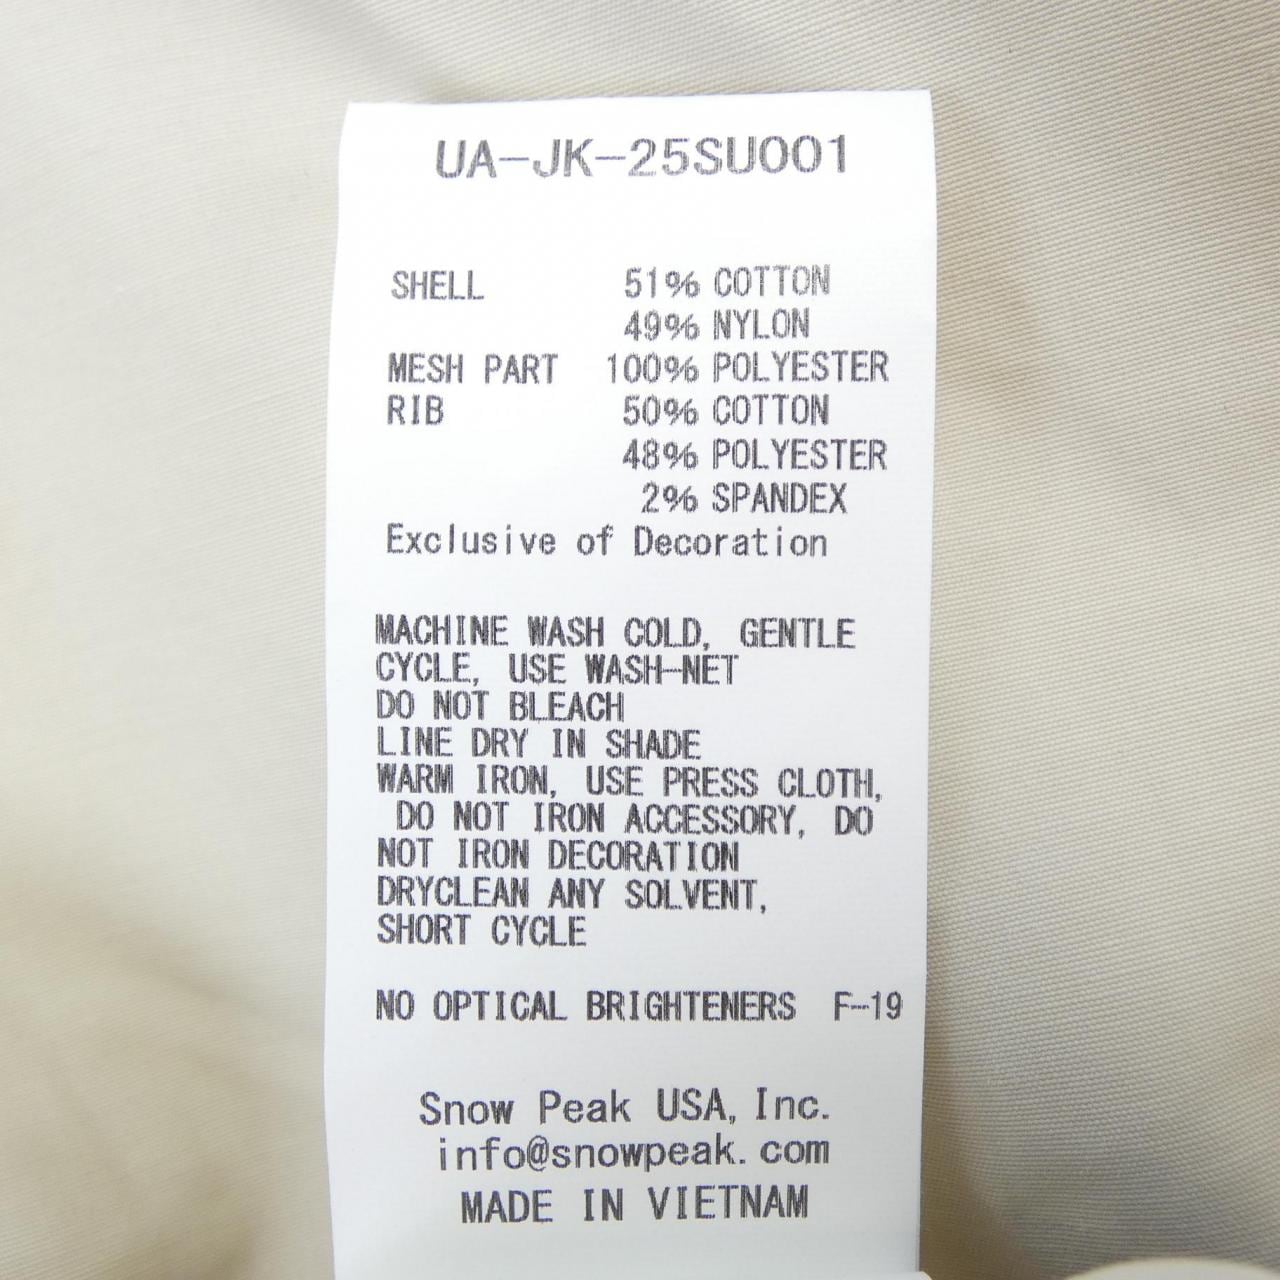 UA-JK-25SU001
SHELL 51% COTTON
49% NYLON
MESH PART 100% POLYESTER
RIB 50% COTTON
48% POLYESTER
2% SPANDEX
Exclusive of Decoration
MACHINE WASH COLD, GENTLE
CYCLE, USE WASH-NET
DO NOT BLEACH
LINE DRY IN SHADE
WARM IRON, USE PRESS CLOTH,
DO NOT IRON ACCESSORY, DO
NOT IRON DECORATION
DRYCLEAN ANY SOLVENT,
SHORT CYCLE
NO OPTICAL BRIGHTENERS F-19
Snow Peak USA, Inc.
info@snowpeak.com
MADE IN VIETNAM